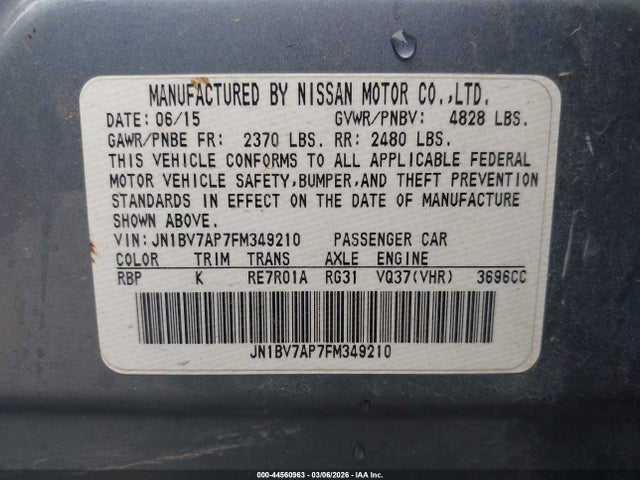 MANUFACTURED BY NISSAN MOTOR CO.,LTD.
DATE: 06/15 GVWR/PNBV: 4828 LBS.
GAWR/PNBE FR: 2370 LBS. RR: 2480 LBS.
THIS VEHICLE CONFORMS TO ALL APPLICABLE FEDERAL
MOTOR VEHICLE SAFETY,BUMPER,AND THEFT PREVENTION
STANDARDS IN EFFECT ON THE DATE OF MANUFACTURE
SHOWN ABOVE.
VIN: JN1BV7AP7FM349210 PASSENGER CAR
COLOR TRIM TRANS AXLE ENGINE
RBP K RE7R01A RG31 VQ37(VHR) 3696CC
JN1BV7AP7FM349210
000-44560963 - 03/06/2026 - IAA Inc.